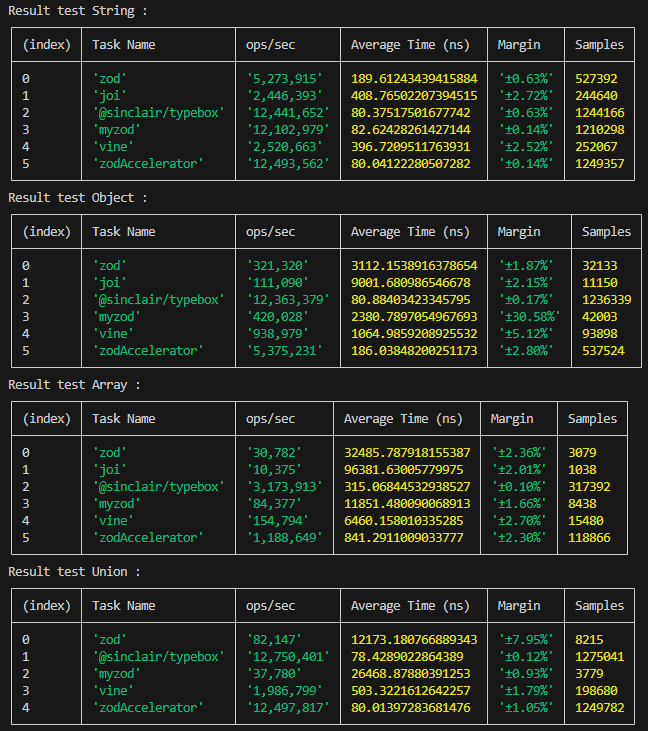 Result test String :
(index) Task Name ops/sec Average Time (ns) Margin Samples
0 'zod' '5,273,915' 189.61243439415884 '±0.63%' 527392
1 'joi' '2,446,393' 408.76502207394515 '±2.72%' 244640
2 '@sinclair/typebox' '12,441,652' 80.37517501677742 '±0.63%' 1244166
3 'myzod' '12,102,979' 82.62428261427144 '±0.14%' 1210298
4 'vine' '2,520,663' 396.7209511763931 '±2.52%' 252067
5 'zodAccelerator' '12,493,562' 80.04122280507282 '±0.14%' 1249357
Result test Object :
(index) Task Name ops/sec Average Time (ns) Margin Samples
0 'zod' '321,320' 3112.1538916378654 '±1.87%' 32133
1 'joi' '111,090' 9001.680986546678 '±2.15%' 11150
2 '@sinclair/typebox' '12,363,379' 80.88403423345795 '±0.17%' 1236339
3 'myzod' '420,028' 2380.7897054967693 '±30.58%' 42003
4 'vine' '938,979' 1064.9859208925532 '±5.12%' 93898
5 'zodAccelerator' '5,375,231' 186.03848200251173 '±2.80%' 537524
Result test Array :
(index) Task Name ops/sec Average Time (ns) Margin Samples
0 'zod' '30,782' 32485.787918155387 '±2.36%' 3079
1 'joi' '10,375' 96381.63005779975 '±2.01%' 1038
2 '@sinclair/typebox' '3,173,913' 315.06844532938527 '±0.10%' 317392
3 'myzod' '84,377' 11851.480090068913 '±1.66%' 8438
4 'vine' '154,794' 6460.158010335285 '±2.70%' 15480
5 'zodAccelerator' '1,188,649' 841.2911009033777 '±2.30%' 118866
Result test Union :
(index) Task Name ops/sec Average Time (ns) Margin Samples
0 'zod' '82,147' 12173.180766889343 '±7.95%' 8215
1 '@sinclair/typebox' '12,750,401' 78.4289022864389 '±0.12%' 1275041
2 'myzod' '37,780' 26468.87880391253 '±0.93%' 3779
3 'vine' '1,986,799' 503.3221612642257 '±1.79%' 198680
4 'zodAccelerator' '12,497,817' 80.01397283681476 '±1.05%' 1249782